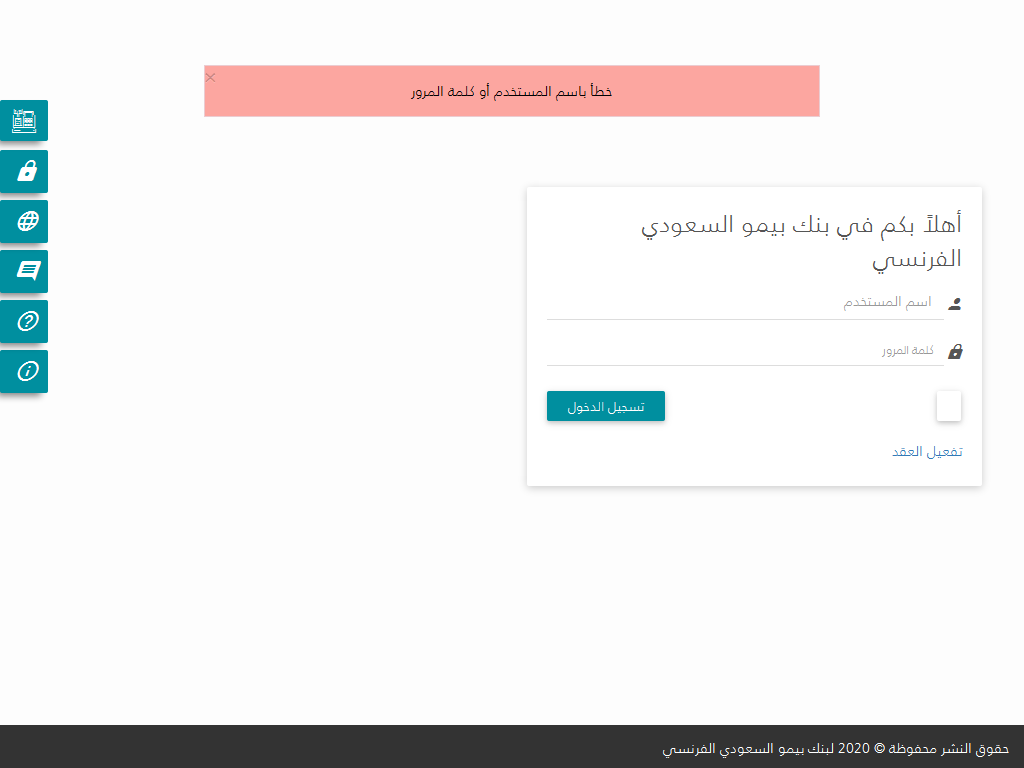 خطأ باسم المستخدم أو كلمة المرور
أهلاً بكم في بنك بيمو السعودي
الفرنسي
اسم المستخدم
كلمة المرور
تسجيل الدخول
تفعيل العقد
حقوق النشر محفوظة © 2020 لبنك بيمو السعودي الفرنسي